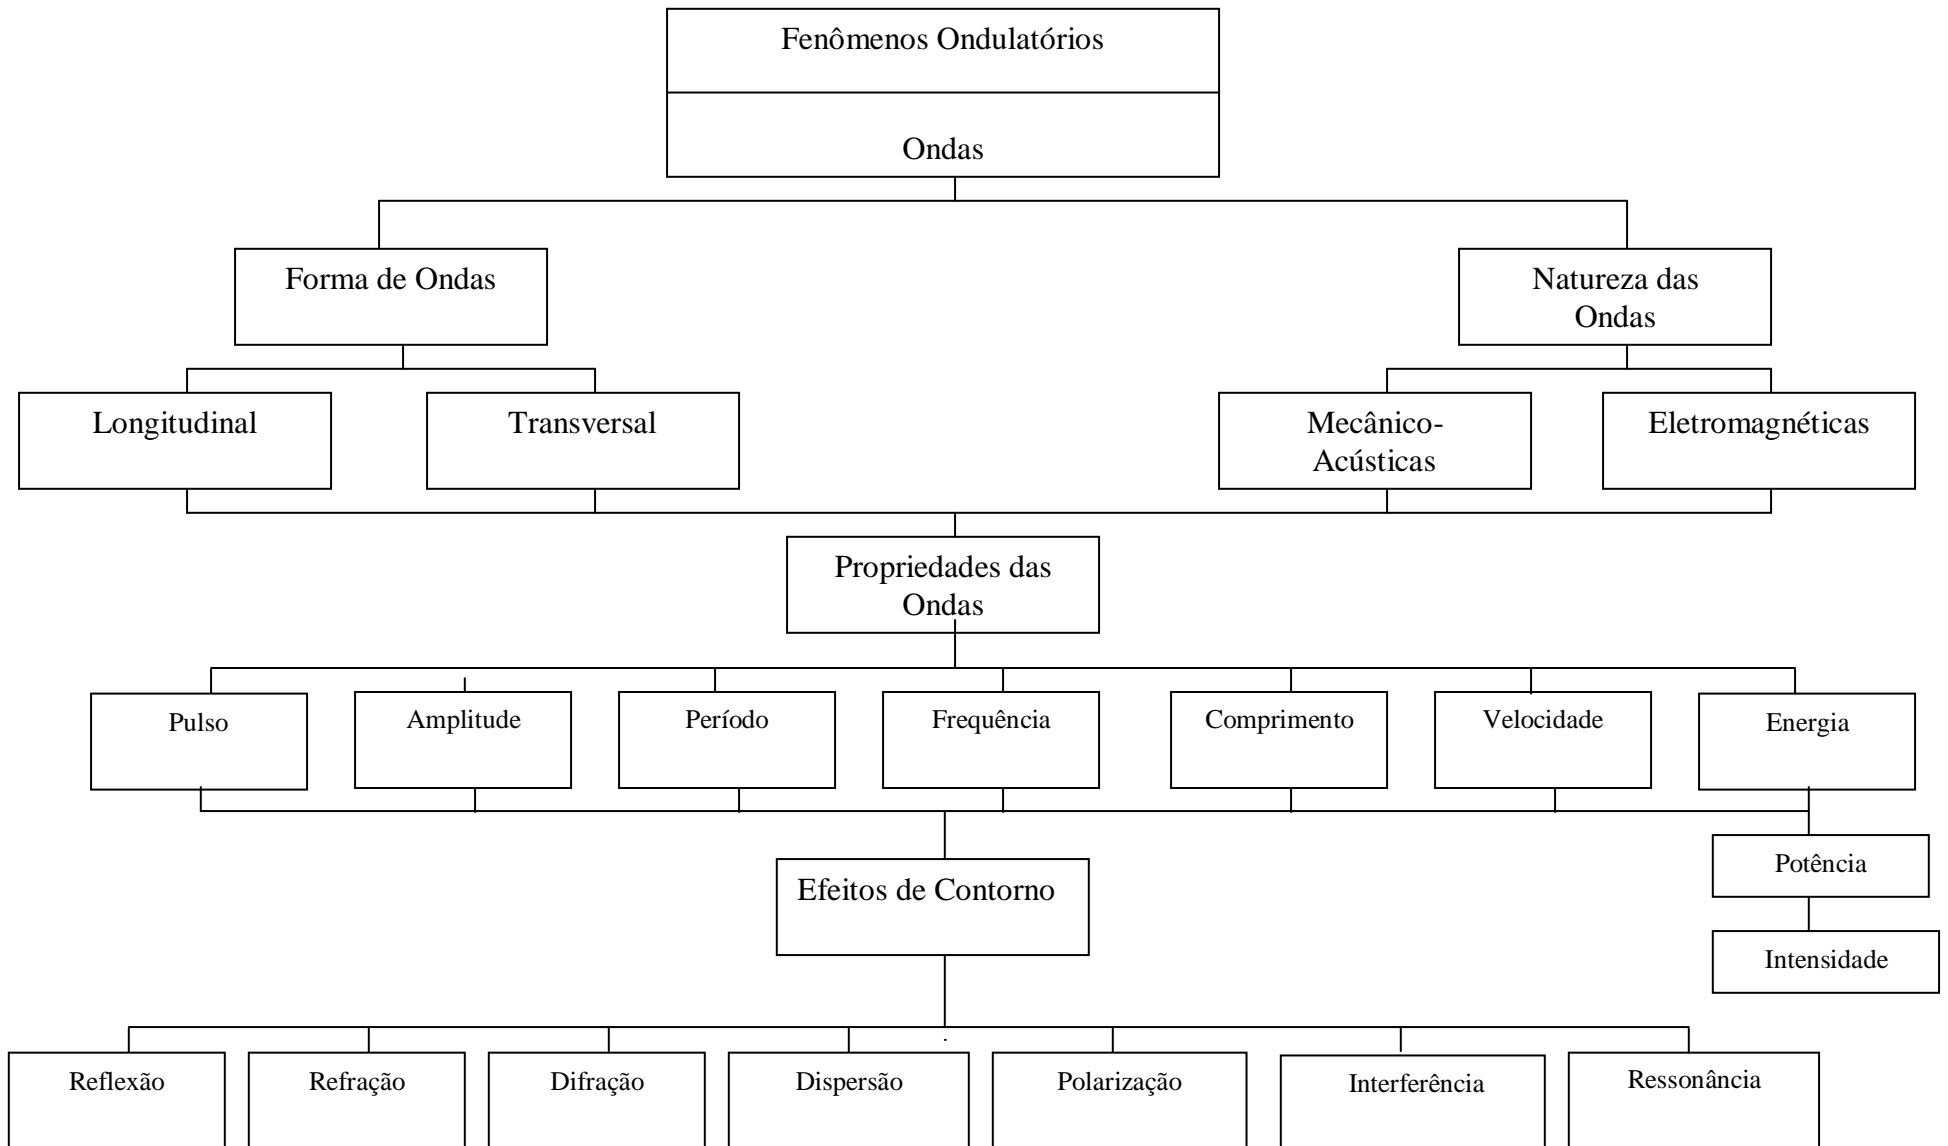 Fenômenos Ondulatórios
Ondas
Forma de Ondas
Natureza das
Ondas
Longitudinal
Transversal
Mecânico-
Acústicas
Eletromagnéticas
Propriedades das
Ondas
Pulso
Amplitude
Período
Frequência
Comprimento
Velocidade
Energia
Potência
Efeitos de Contorno
Intensidade
Reflexão
Refração
Difração
Dispersão
Polarização
Interferência
Ressonância